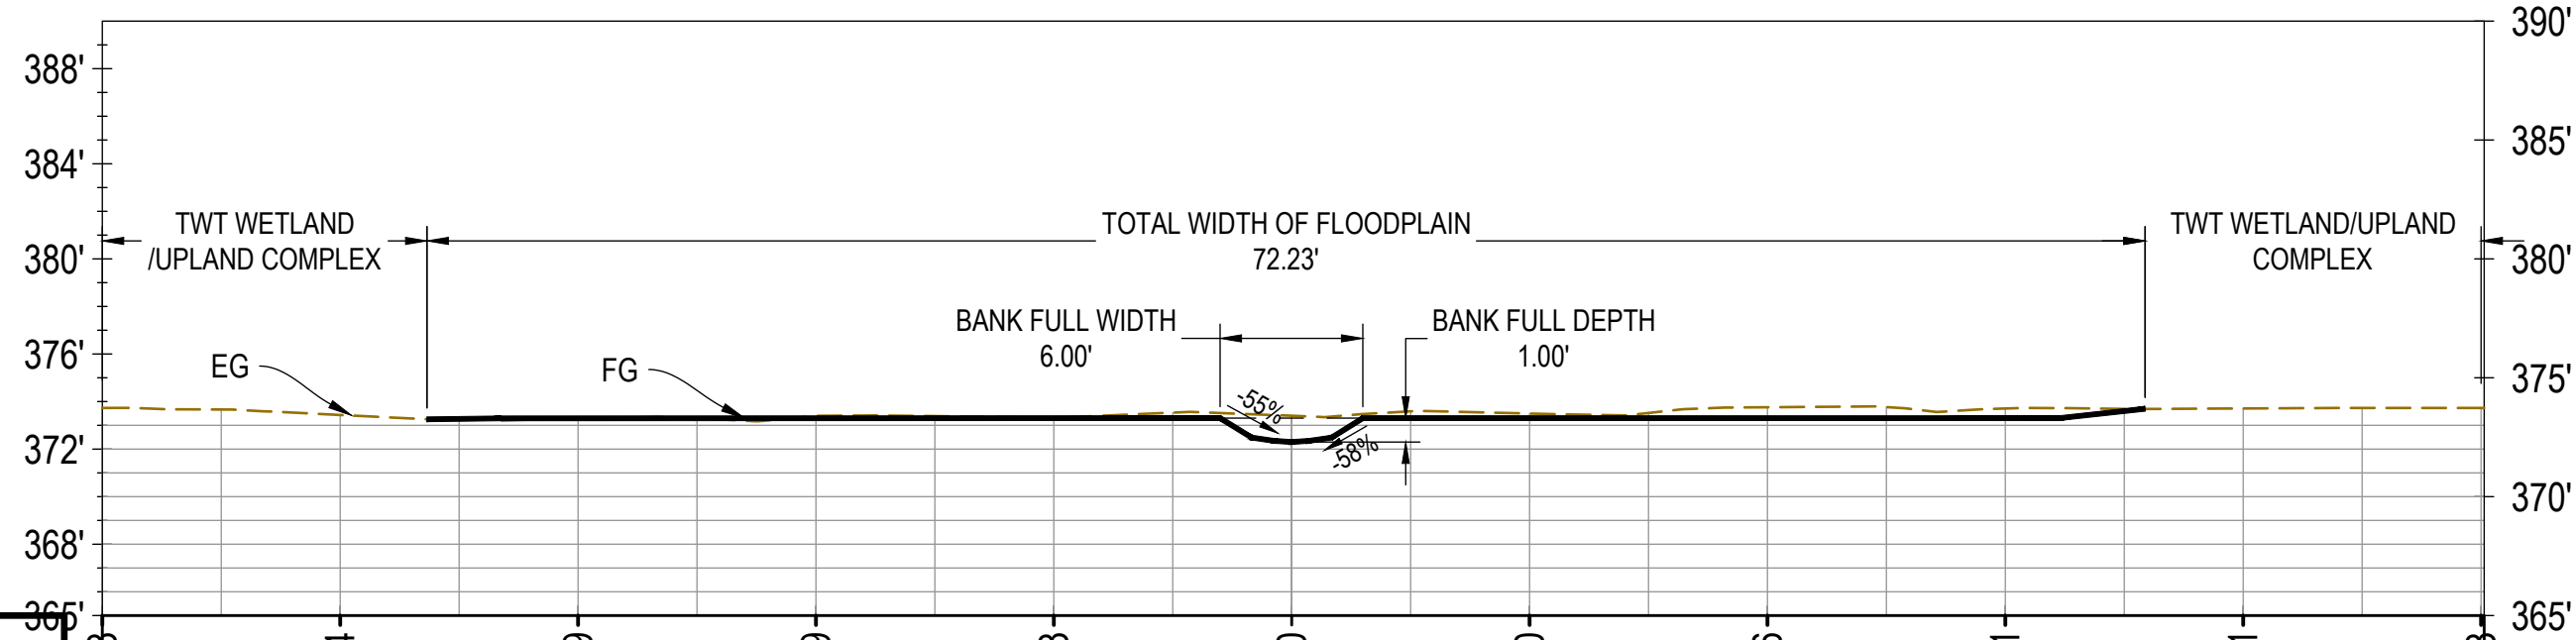 390'
388'
385'
384'
TWT WETLAND
/UPLAND COMPLEX
TOTAL WIDTH OF FLOODPLAIN
72.23'
TWT WETLAND/UPLAND
COMPLEX
380'
380'
BANK FULL WIDTH
6.00'
BANK FULL DEPTH
1.00'
376'
375'
EG
FG
-55%
-58%
372'
370'
368'
365'
365'